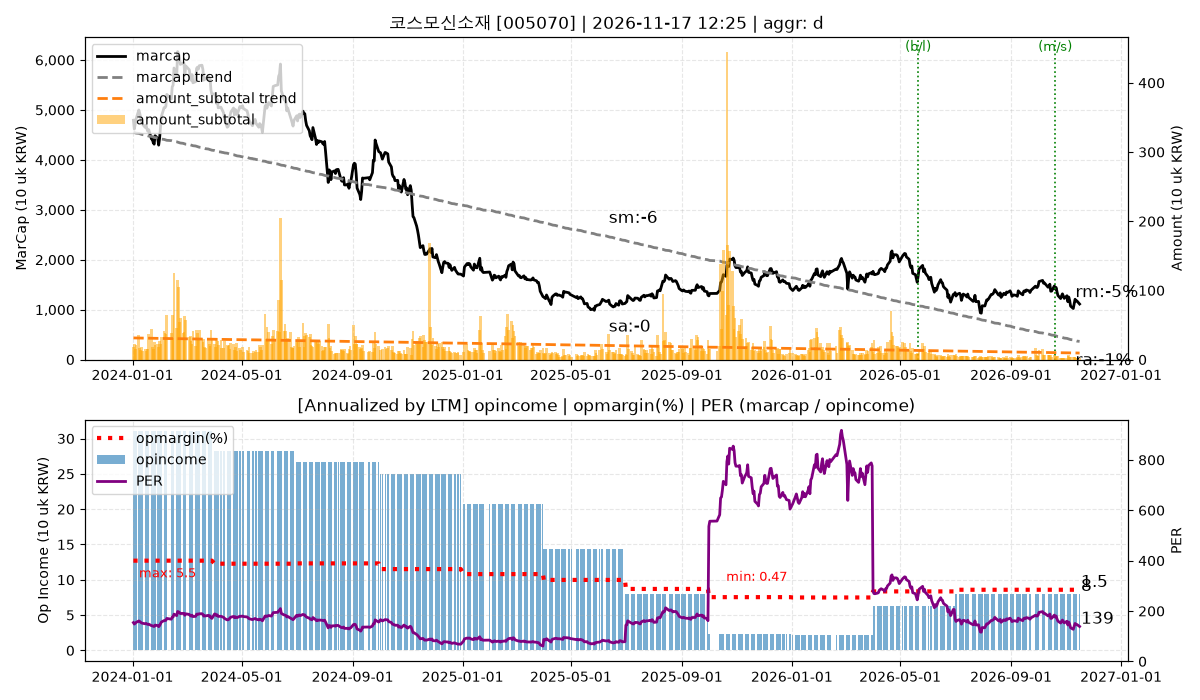 코스모신소재 [005070] | 2026-11-17 12:25 | aggr: d
marcap
marcap trend
amount_subtotal trend
amount_subtotal
(b/l)
(m/s)
6,000
5,000
4,000
3,000
2,000
1,000
0
MarCap (10 uk KRW)
400
300
200
100
0
Amount (10 uk KRW)
sm:-6
sa:-0
rm:-5%
ra:-1%
2024-01-01
2024-05-01
2024-09-01
2025-01-01
2025-05-01
2025-09-01
2026-01-01
2026-05-01
2026-09-01
2027-01-01
[Annualized by LTM] opincome | opmargin(%) | PER (marcap / opincome)
opmargin(%)
opincome
PER
30
25
20
15
10
5
0
Op Income (10 uk KRW)
800
600
400
200
0
PER
max: 5.5
min: 0.47
1.5
8
139
2024-01-01
2024-05-01
2024-09-01
2025-01-01
2025-05-01
2025-09-01
2026-01-01
2026-05-01
2026-09-01
2027-01-01